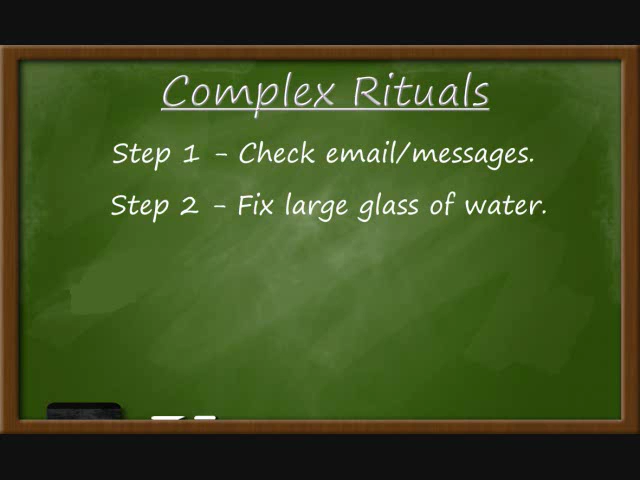 Complex Rituals
Step 1 - Check email/messages.
Step 2 - Fix large glass of water.